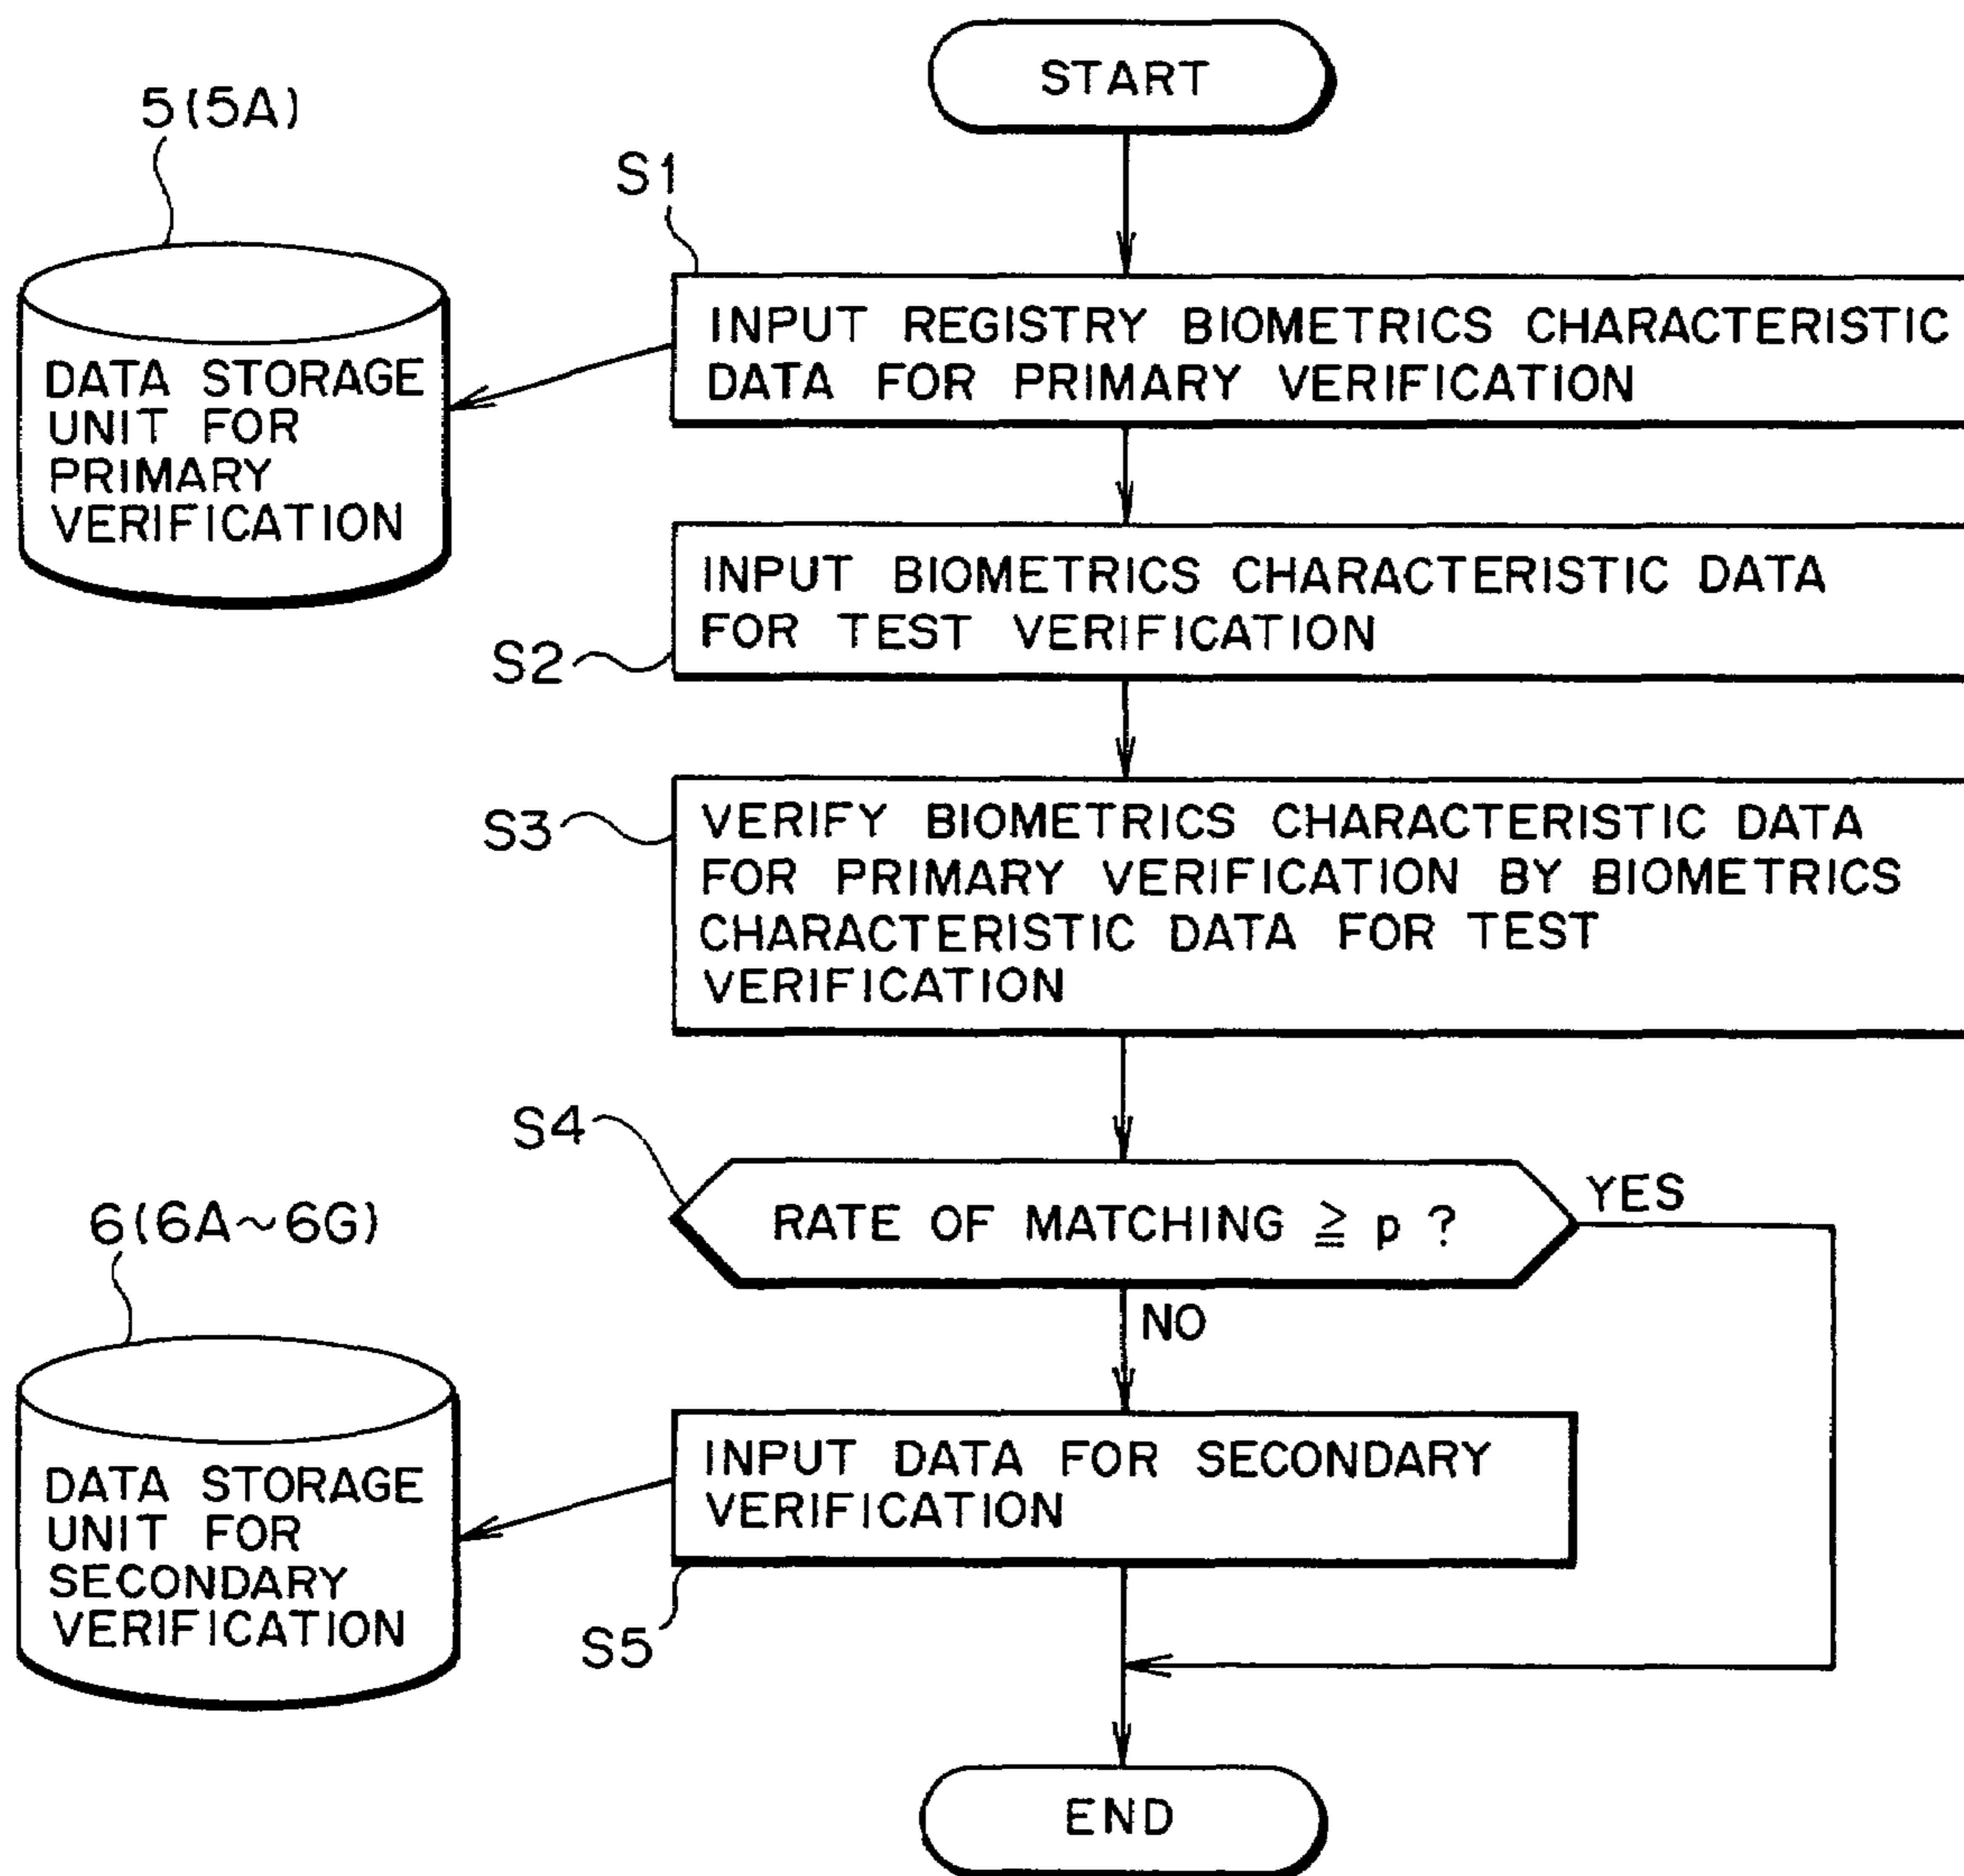 START
5(5A)
S1
INPUT REGISTRY BIOMETRICS CHARACTERISTIC
DATA FOR PRIMARY VERIFICATION
DATA STORAGE
UNIT FOR
PRIMARY
VERIFICATION
INPUT BIOMETRICS CHARACTERISTIC DATA
FOR TEST VERIFICATION
S2
S3
VERIFY BIOMETRICS CHARACTERISTIC DATA
FOR PRIMARY VERIFICATION BY BIOMETRICS
CHARACTERISTIC DATA FOR TEST
VERIFICATION
S4
RATE OF MATCHING ≧ p ?
YES
6(6A~6G)
NO
INPUT DATA FOR SECONDARY
VERIFICATION
DATA STORAGE
UNIT FOR
SECONDARY
VERIFICATION
S5
END